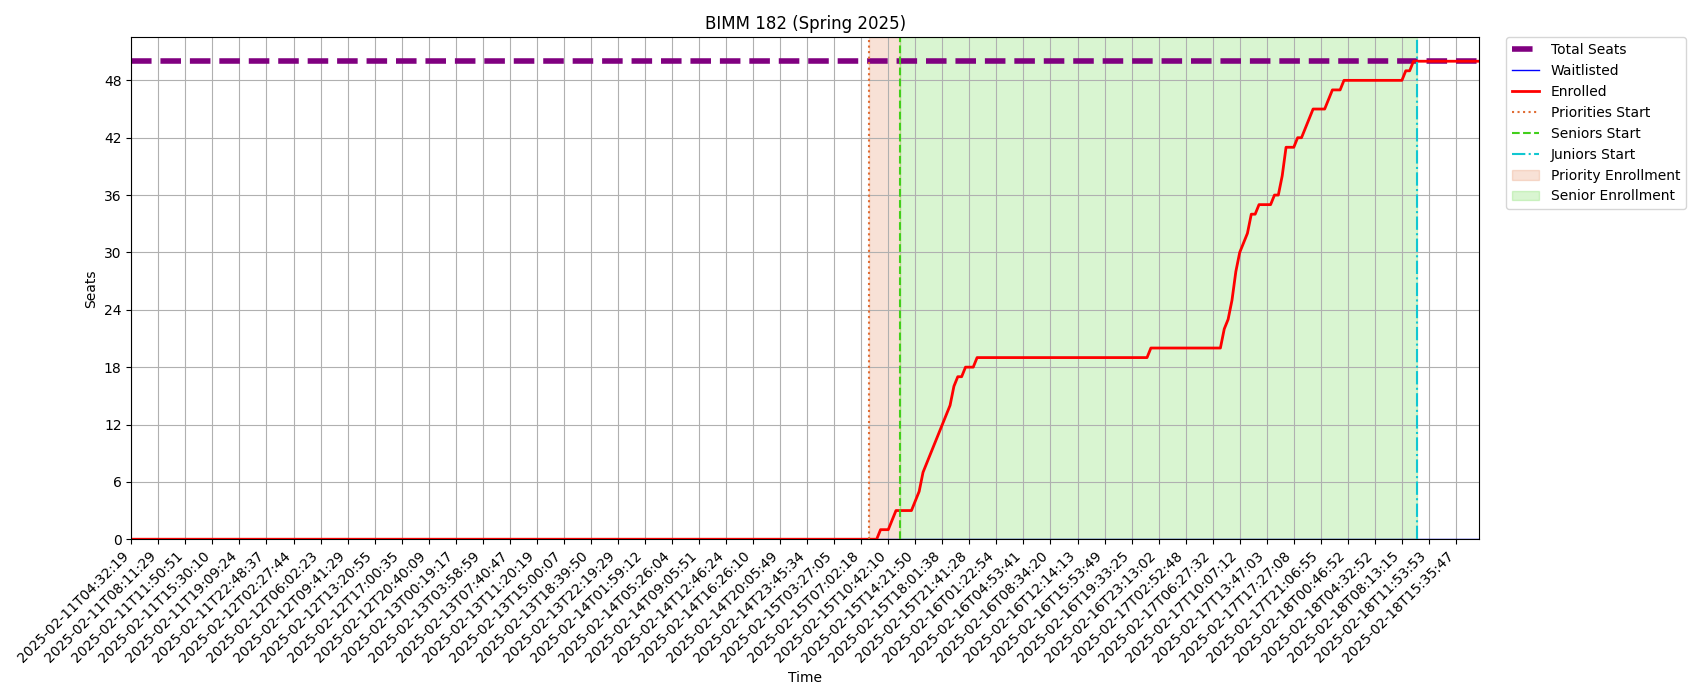 BIMM 182 (Spring 2025)
Total Seats
Waitlisted
Enrolled
Priorities Start
Seniors Start
Juniors Start
Priority Enrollment
Senior Enrollment
Seats
48
42
36
30
24
18
12
6
0
2025-02-11T04:32:19
2025-02-11T08:11:29
2025-02-11T11:50:51
2025-02-11T15:30:10
2025-02-11T19:09:24
2025-02-11T22:48:37
2025-02-12T02:27:44
2025-02-12T06:02:23
2025-02-12T09:41:29
2025-02-12T13:20:55
2025-02-12T17:00:35
2025-02-12T20:40:09
2025-02-13T00:19:17
2025-02-13T03:58:59
2025-02-13T07:40:47
2025-02-13T11:20:19
2025-02-13T15:00:07
2025-02-13T18:39:50
2025-02-13T22:19:29
2025-02-14T01:59:12
2025-02-14T05:26:04
2025-02-14T09:05:51
2025-02-14T12:46:24
2025-02-14T16:26:10
2025-02-14T20:05:49
2025-02-14T23:45:34
2025-02-15T03:27:05
2025-02-15T07:02:18
2025-02-15T10:42:10
2025-02-15T14:21:50
2025-02-15T18:01:38
2025-02-15T21:41:28
2025-02-16T01:22:54
2025-02-16T04:53:41
2025-02-16T08:34:20
2025-02-16T12:14:13
2025-02-16T15:53:49
2025-02-16T19:33:25
2025-02-16T23:13:02
2025-02-17T02:52:48
2025-02-17T06:27:32
2025-02-17T10:07:12
2025-02-17T13:47:03
2025-02-17T17:27:08
2025-02-17T21:06:55
2025-02-18T00:46:52
2025-02-18T04:32:52
2025-02-18T08:13:15
2025-02-18T11:53:53
2025-02-18T15:35:47
Time